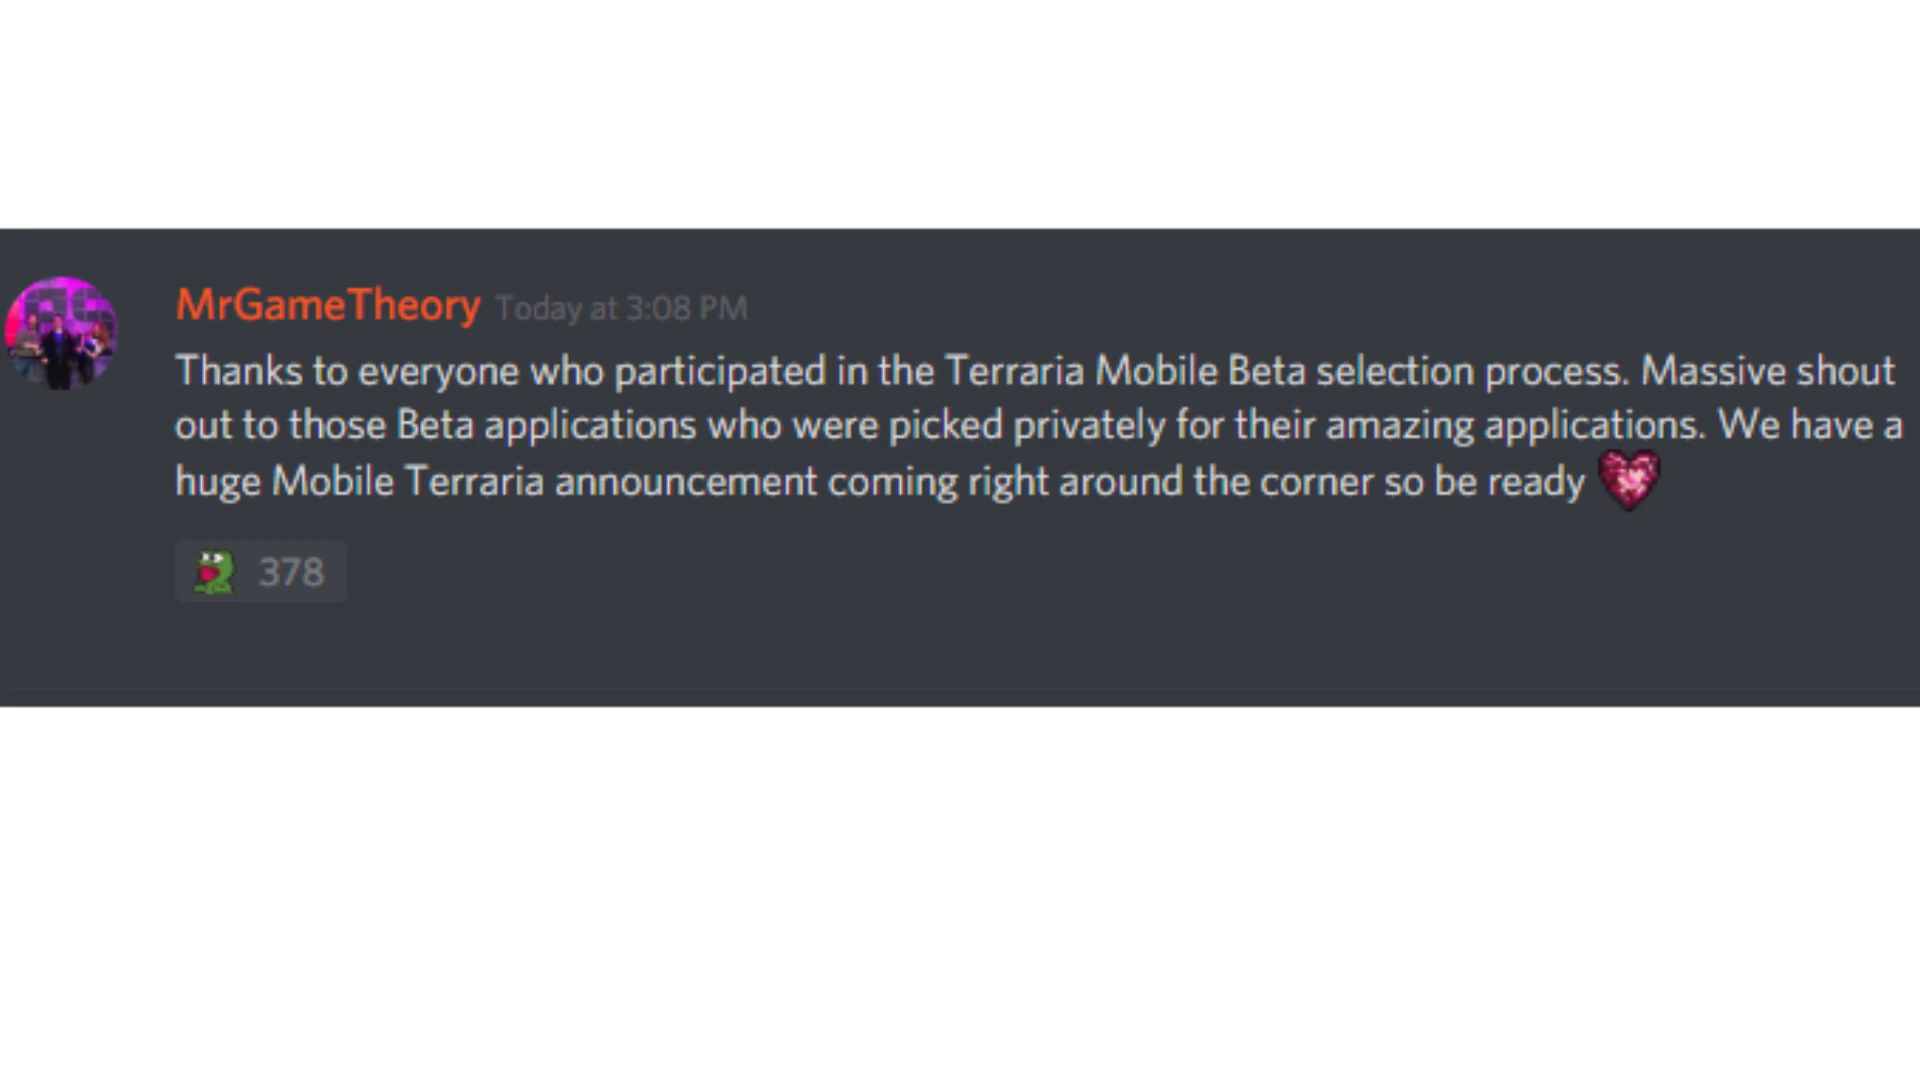 MrGameTheory Today at 3:08 PM
Thanks to everyone who participated in the Terraria Mobile Beta selection process. Massive shout
out to those Beta applications who were picked privately for their amazing applications. We have a
huge Mobile Terraria announcement coming right around the corner so be ready
378